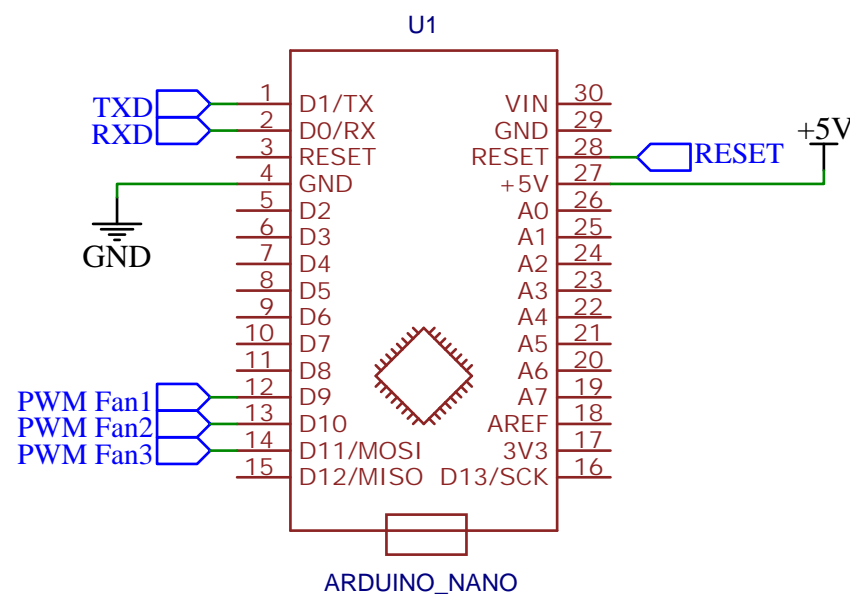 U1
TXD 1 D1/TX VIN 30
RXD 2 D0/RX GND 29
3 RESET RESET 28 RESET
+5V
4 GND +5V 27
GND
5 D2 A0 26
6 D3 A1 25
7 D4 A2 24
8 D5 A3 23
9 D6 A4 22
10 D7 A5 21
11 D8 A6 20
PWM Fan1 12 D9 A7 19
PWM Fan2 13 D10 AREF 18
PWM Fan3 14 D11/MOSI 3V3 17
15 D12/MISO D13/SCK 16
ARDUINO_NANO